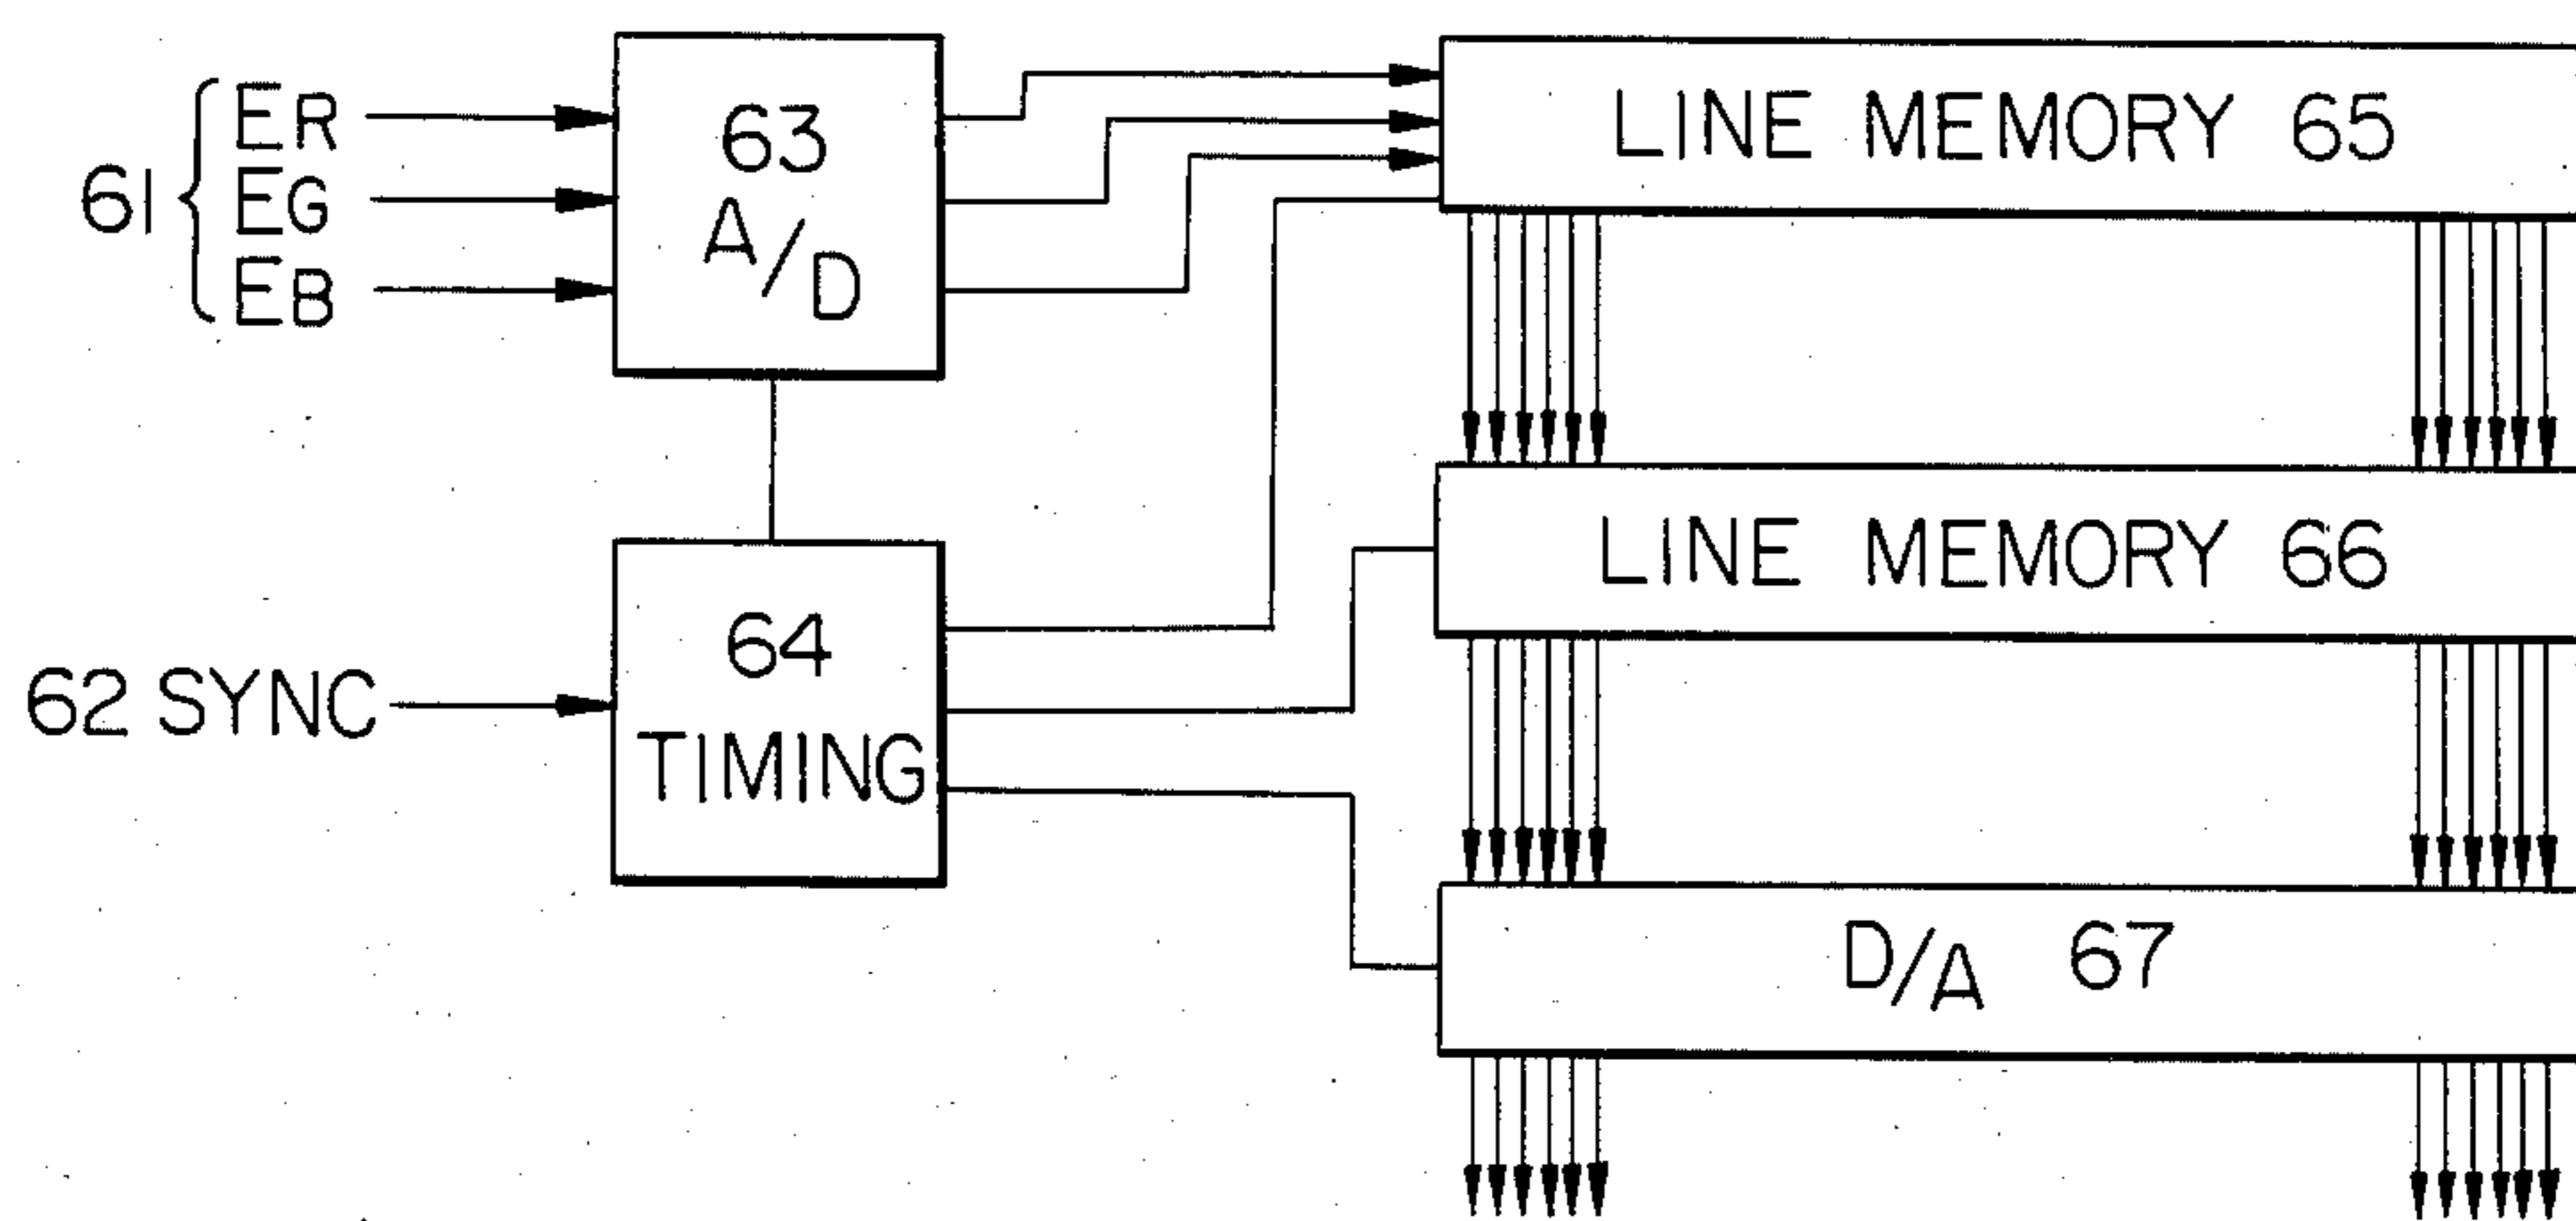 61
ER
EG
EB
63
A/D
LINE MEMORY 65
LINE MEMORY 66
62 SYNC
64
TIMING
D/A 67